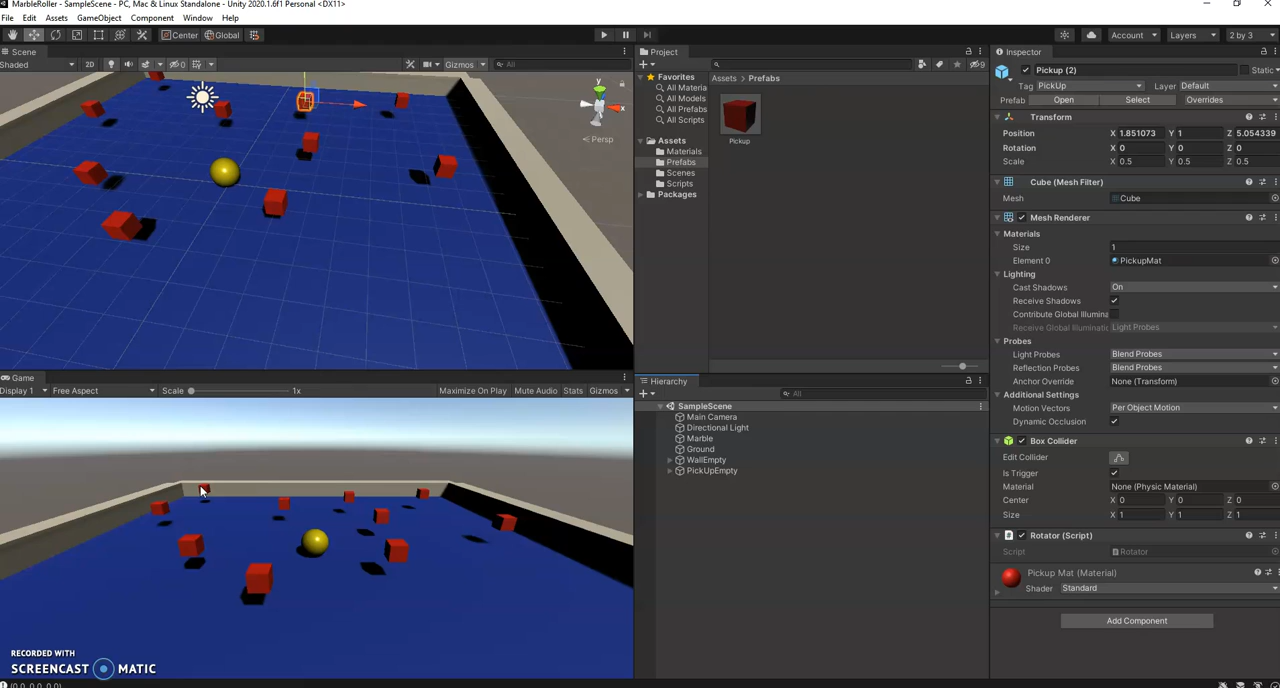 MarbleRoller - SampleScene - PC, Mac & Linux Standalone - Unity 2020.1.6f1 Personal <DX11>
File Edit Assets GameObject Component Window Help
Center Global Account Layers 2 by 3
Scene
Shaded 2D 0 Gizmos All
y
x
Persp
Game
Display 1 Free Aspect Scale 1x Maximize On Play Mute Audio Stats Gizmos
RECORDED WITH
SCREENCAST MATIC
Project
9
Favorites
All Materia
All Models
All Prefabs
All Scripts
Assets
Materials
Prefabs
Scenes
Scripts
Packages
Assets > Prefabs
Pickup
Hierarchy
All
SampleScene
Main Camera
Directional Light
Marble
Ground
WallEmpty
PickUpEmpty
Inspector
Pickup (2) Static
Tag PickUp Layer Default
Prefab Open Select Overrides
Transform
Position X 1.851073 Y 1 Z 5.054339
Rotation X 0 Y 0 Z 0
Scale X 0.5 Y 0.5 Z 0.5
Cube (Mesh Filter)
Mesh Cube
Mesh Renderer
Materials
Size 1
Element 0 PickupMat
Lighting
Cast Shadows On
Receive Shadows
Contribute Global Illumina
Receive Global Illuminatic Light Probes
Probes
Light Probes Blend Probes
Reflection Probes Blend Probes
Anchor Override None (Transform)
Additional Settings
Motion Vectors Per Object Motion
Dynamic Occlusion
Box Collider
Edit Collider
Is Trigger
Material None (Physic Material)
Center X 0 Y 0 Z 0
Size X 1 Y 1 Z 1
Rotator (Script)
Script Rotator
Pickup Mat (Material)
Shader Standard
Add Component